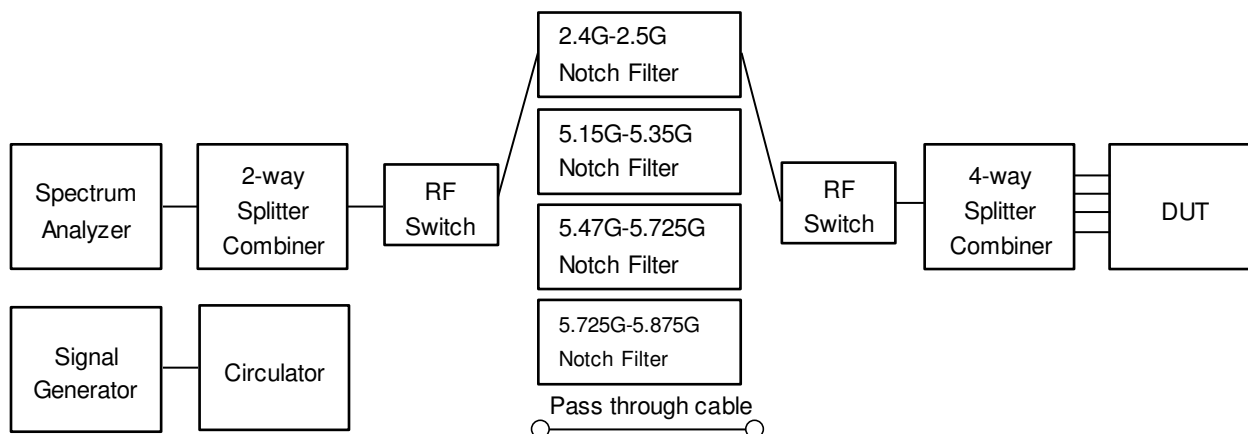 2.4G-2.5G
Notch Filter
5.15G-5.35G
Notch Filter
5.47G-5.725G
Notch Filter
5.725G-5.875G
Notch Filter
Pass through cable
Spectrum
Analyzer
2-way
Splitter
Combiner
RF
Switch
RF
Switch
4-way
Splitter
Combiner
DUT
Signal
Generator
Circulator